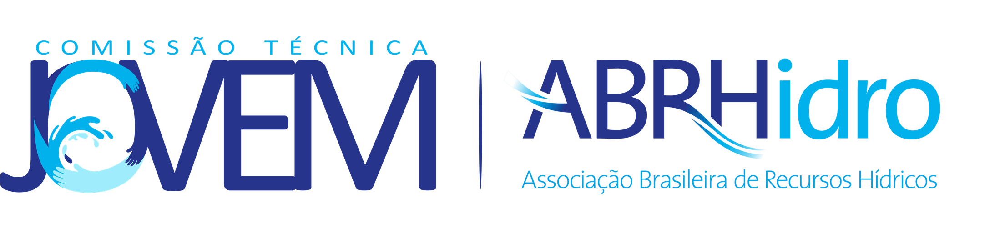 COMISSÃO TÉCNICA
JOVEM
ABRHidro
Associação Brasileira de Recursos Hídricos